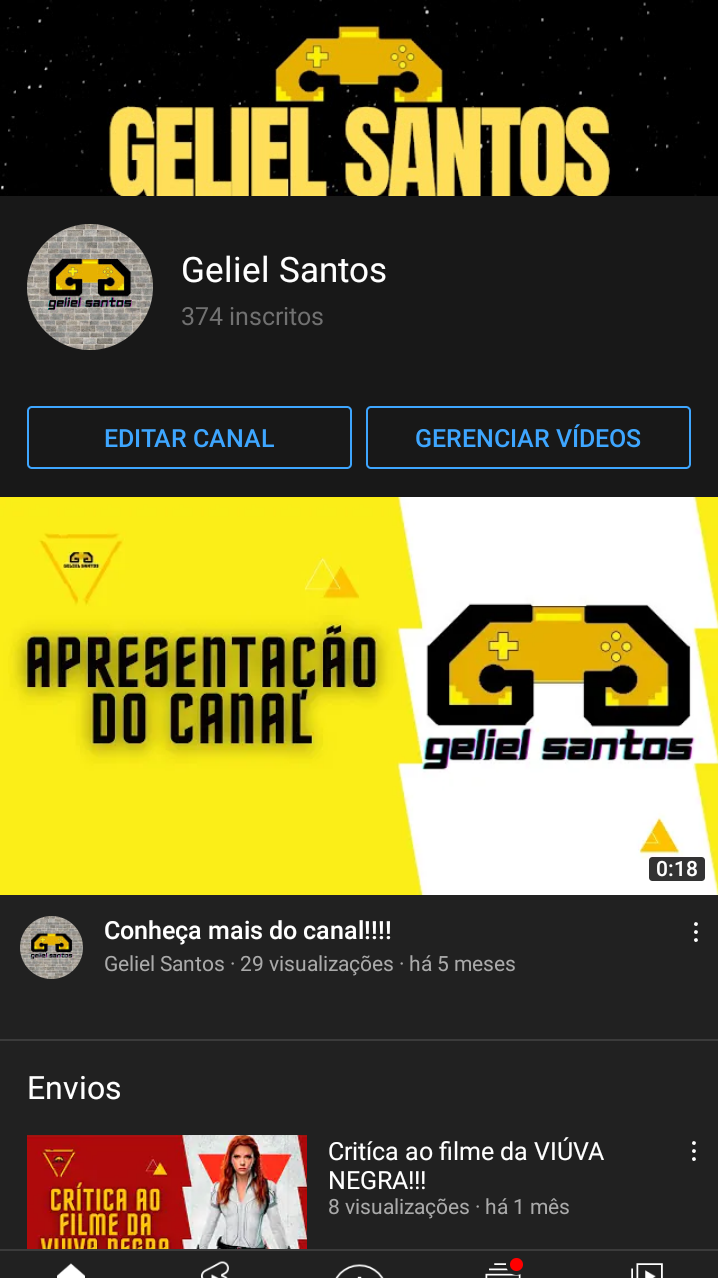 GELIEL SANTOS
geliel santos
Geliel Santos
374 inscritos
EDITAR CANAL
GERENCIAR VÍDEOS
GELIEL SANTOS
APRESENTAÇÃO
DO CANAL
geliel santos
0:18
Conheça mais do canal!!!!
Geliel Santos · 29 visualizações · há 5 meses
Envios
CRÍTICA AO
FILME DA
VIÚVA NEGRA
Critíca ao filme da VIÚVA
NEGRA!!!
8 visualizações · há 1 mês